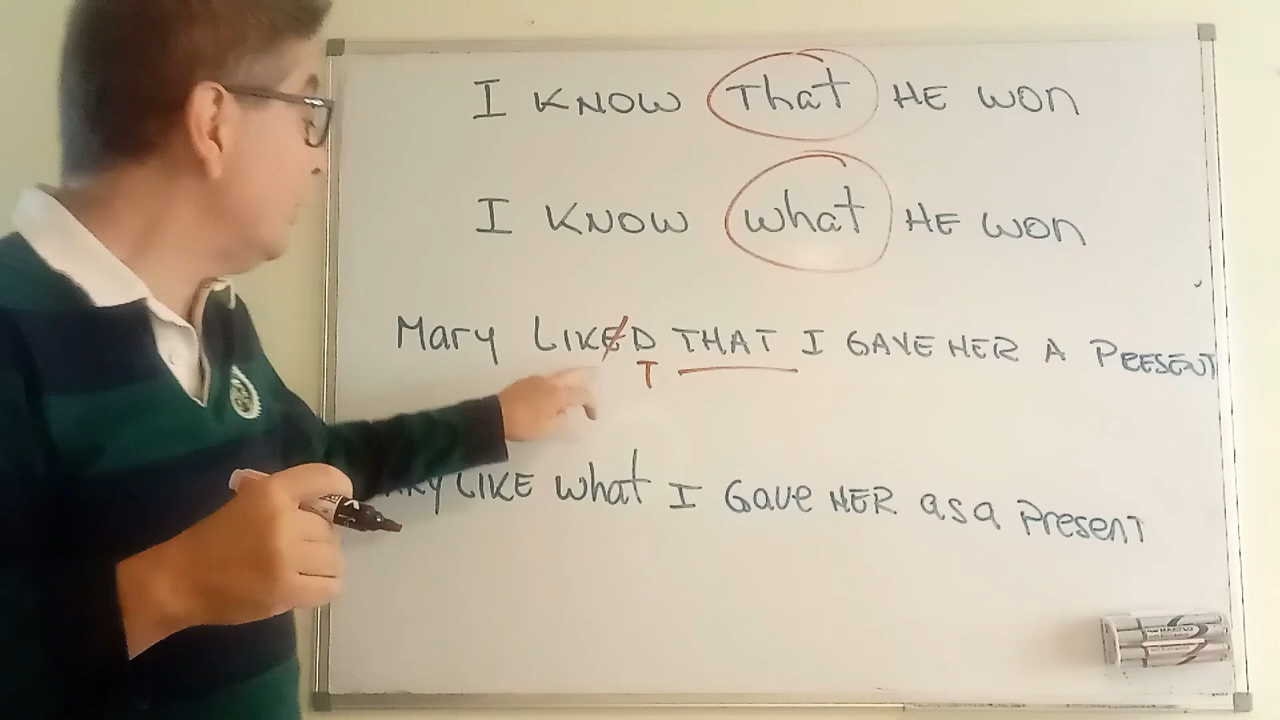 I KNOW That HE WON
I KNOW what HE WON
Mary LIKED THAT I GAVE HER A PRESENT
T
LIKE what I Gave HER as a Present